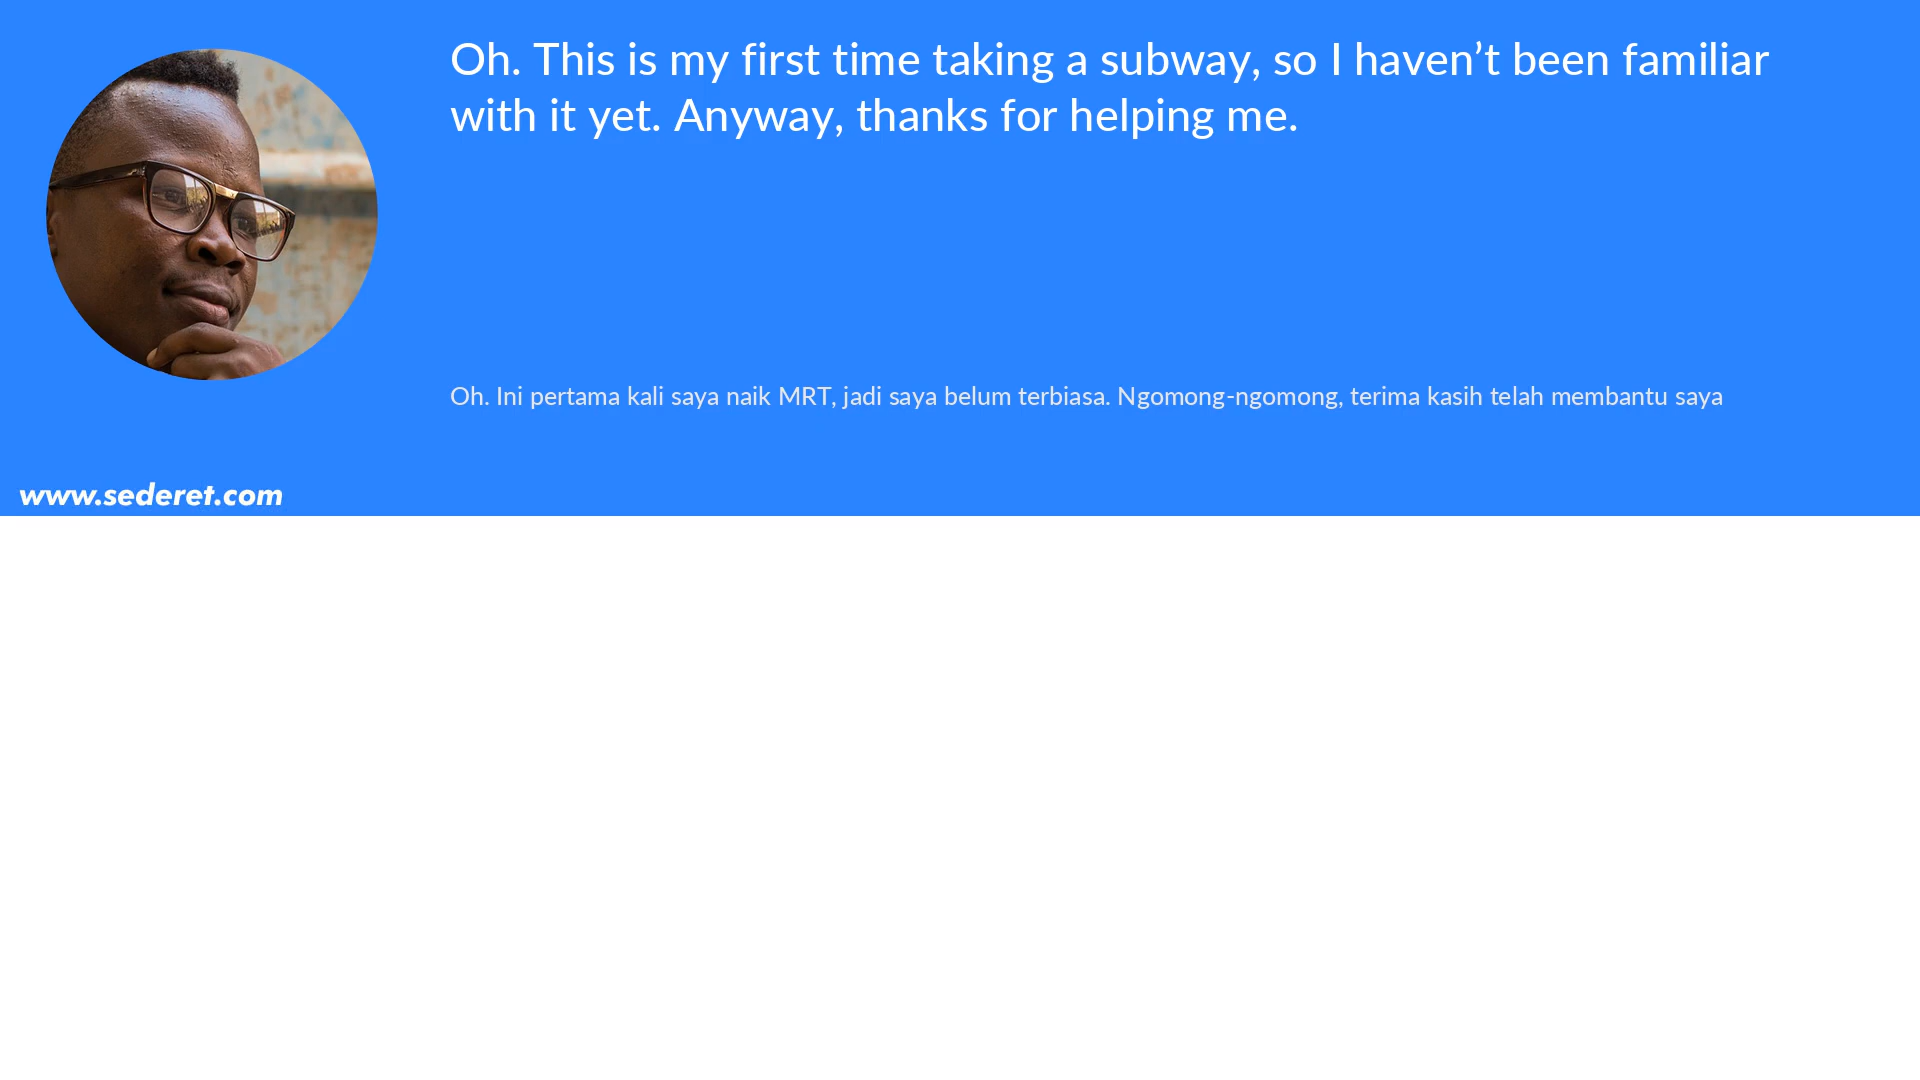 Oh. This is my first time taking a subway, so I haven’t been familiar
with it yet. Anyway, thanks for helping me.
Oh. Ini pertama kali saya naik MRT, jadi saya belum terbiasa. Ngomong-ngomong, terima kasih telah membantu saya
www.sederet.com